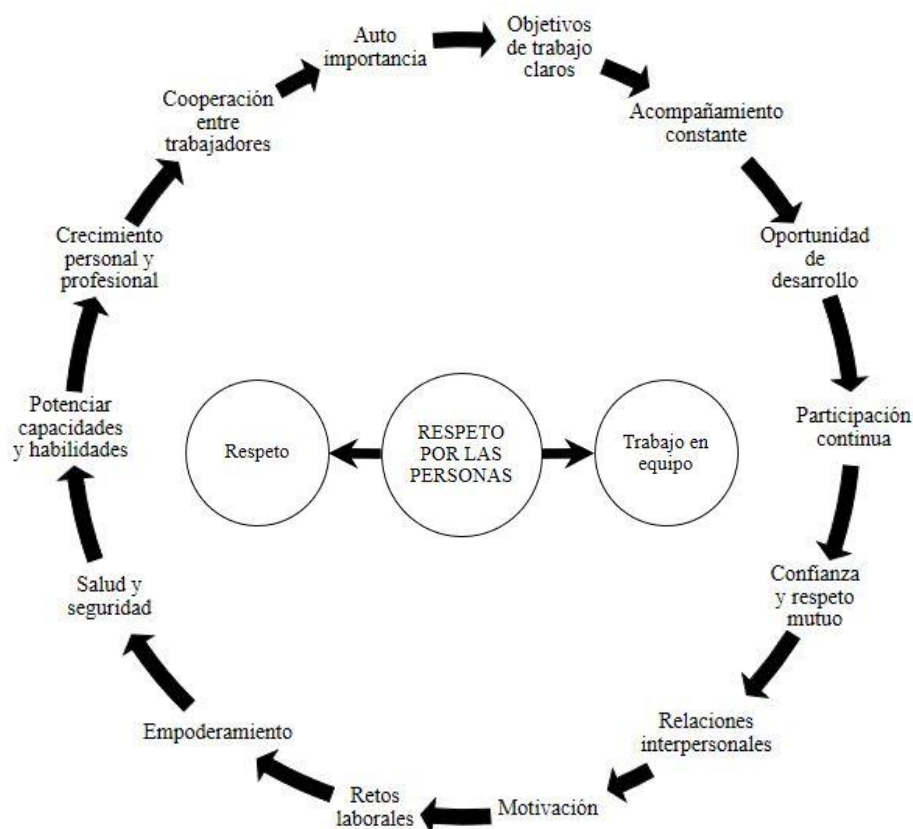 Auto
importancia
Objetivos
de trabajo
claros
Acompañamiento
constante
Oportunidad
de
desarrollo
Participación
continua
Confianza
y respeto
mutuo
Relaciones
interpersonales
Motivación
Retos
laborales
Empoderamiento
Salud y
seguridad
Potenciar
capacidades
y habilidades
Crecimiento
personal y
profesional
Cooperación
entre
trabajadores
Respeto
RESPETO
POR LAS
PERSONAS
Trabajo en
equipo